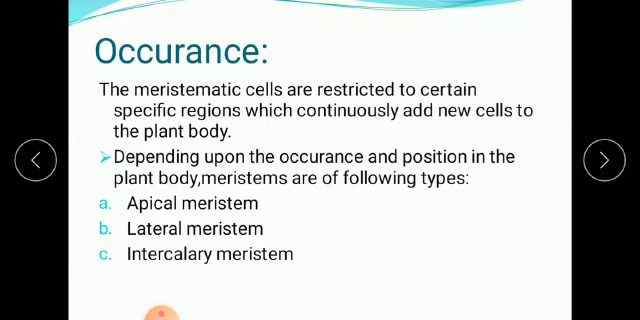 Occurance:
The meristematic cells are restricted to certain
specific regions which continuously add new cells to
the plant body.
➢Depending upon the occurance and position in the
plant body,meristems are of following types:
a. Apical meristem
b. Lateral meristem
c. Intercalary meristem